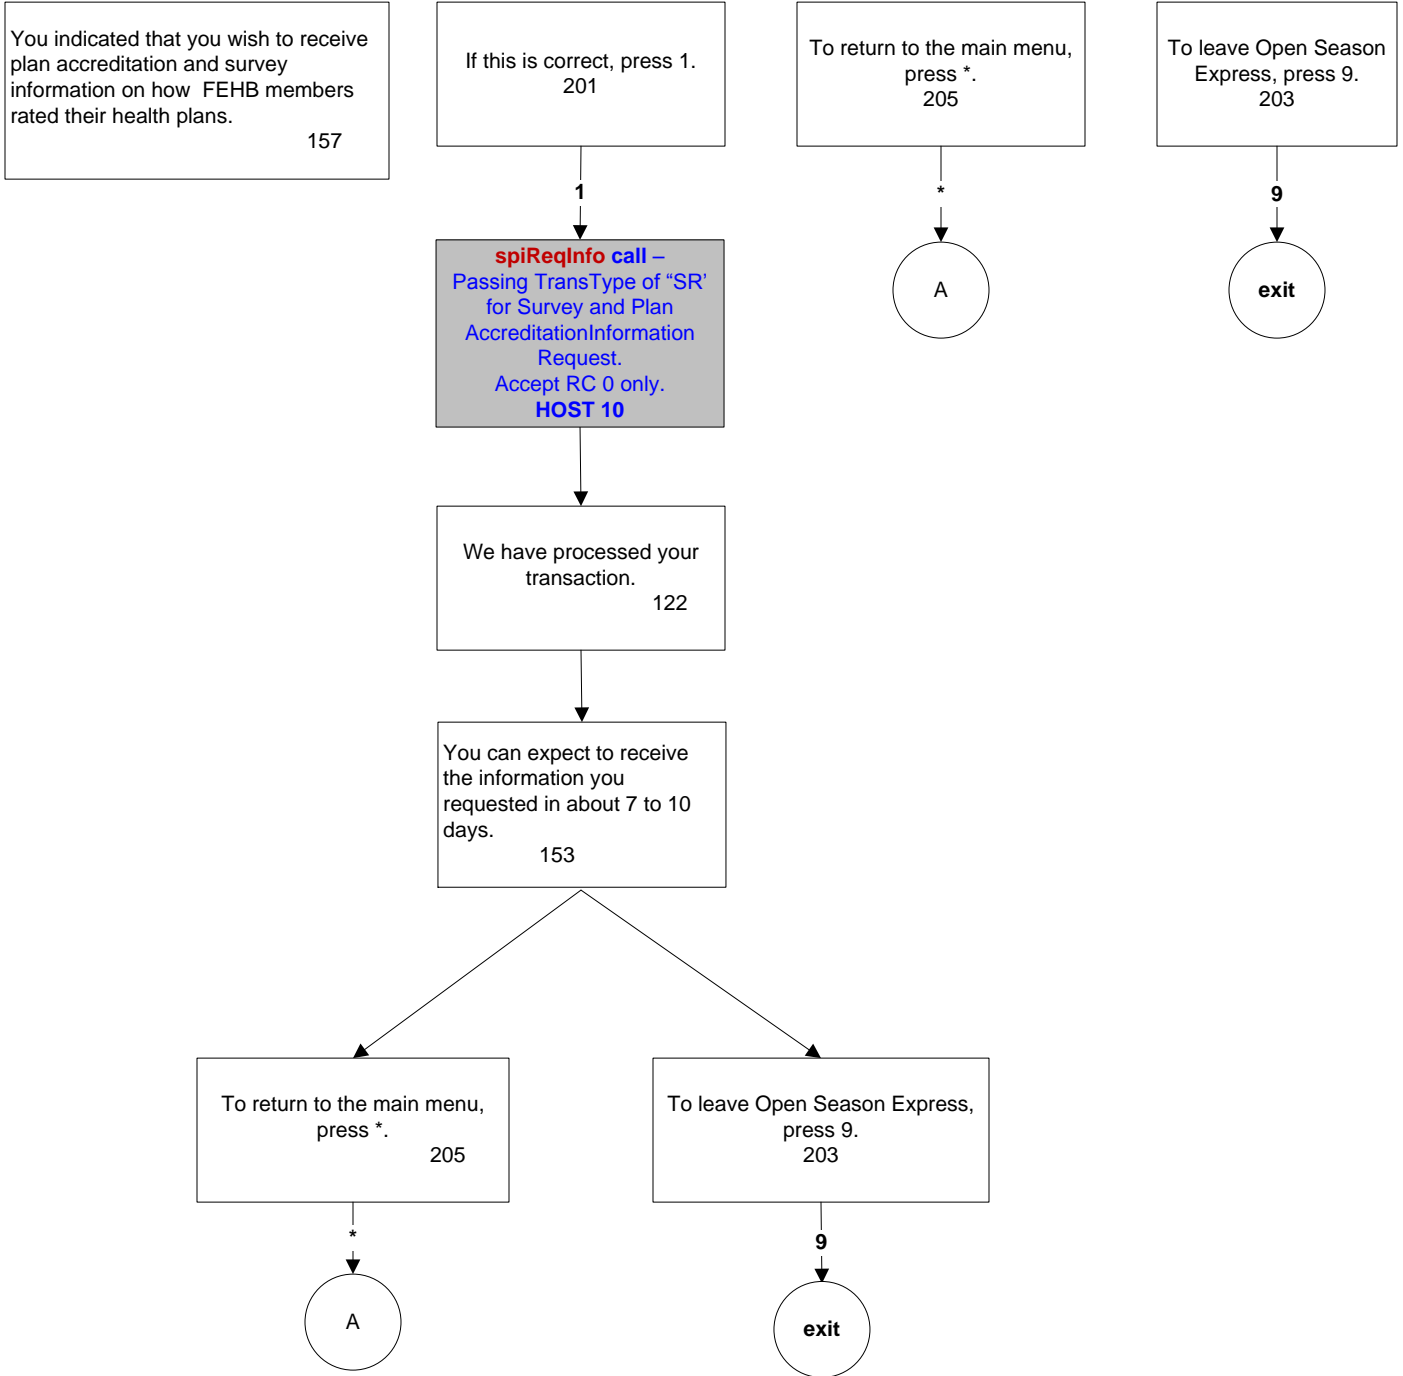 You indicated that you wish to receive
plan accreditation and survey
information on how  FEHB members
rated their health plans.
157
If this is correct, press 1.
201
To return to the main menu,
press *.
205
To leave Open Season
Express, press 9.
203
1
*
9
spiReqInfo call –
Passing TransType of “SR’
for Survey and Plan
AccreditationInformation
Request.
Accept RC 0 only.
HOST 10
A
exit
We have processed your
transaction.
122
You can expect to receive
the information you
requested in about 7 to 10
days.
153
To return to the main menu,
press *.
205
To leave Open Season Express,
press 9.
203
*
9
A
exit